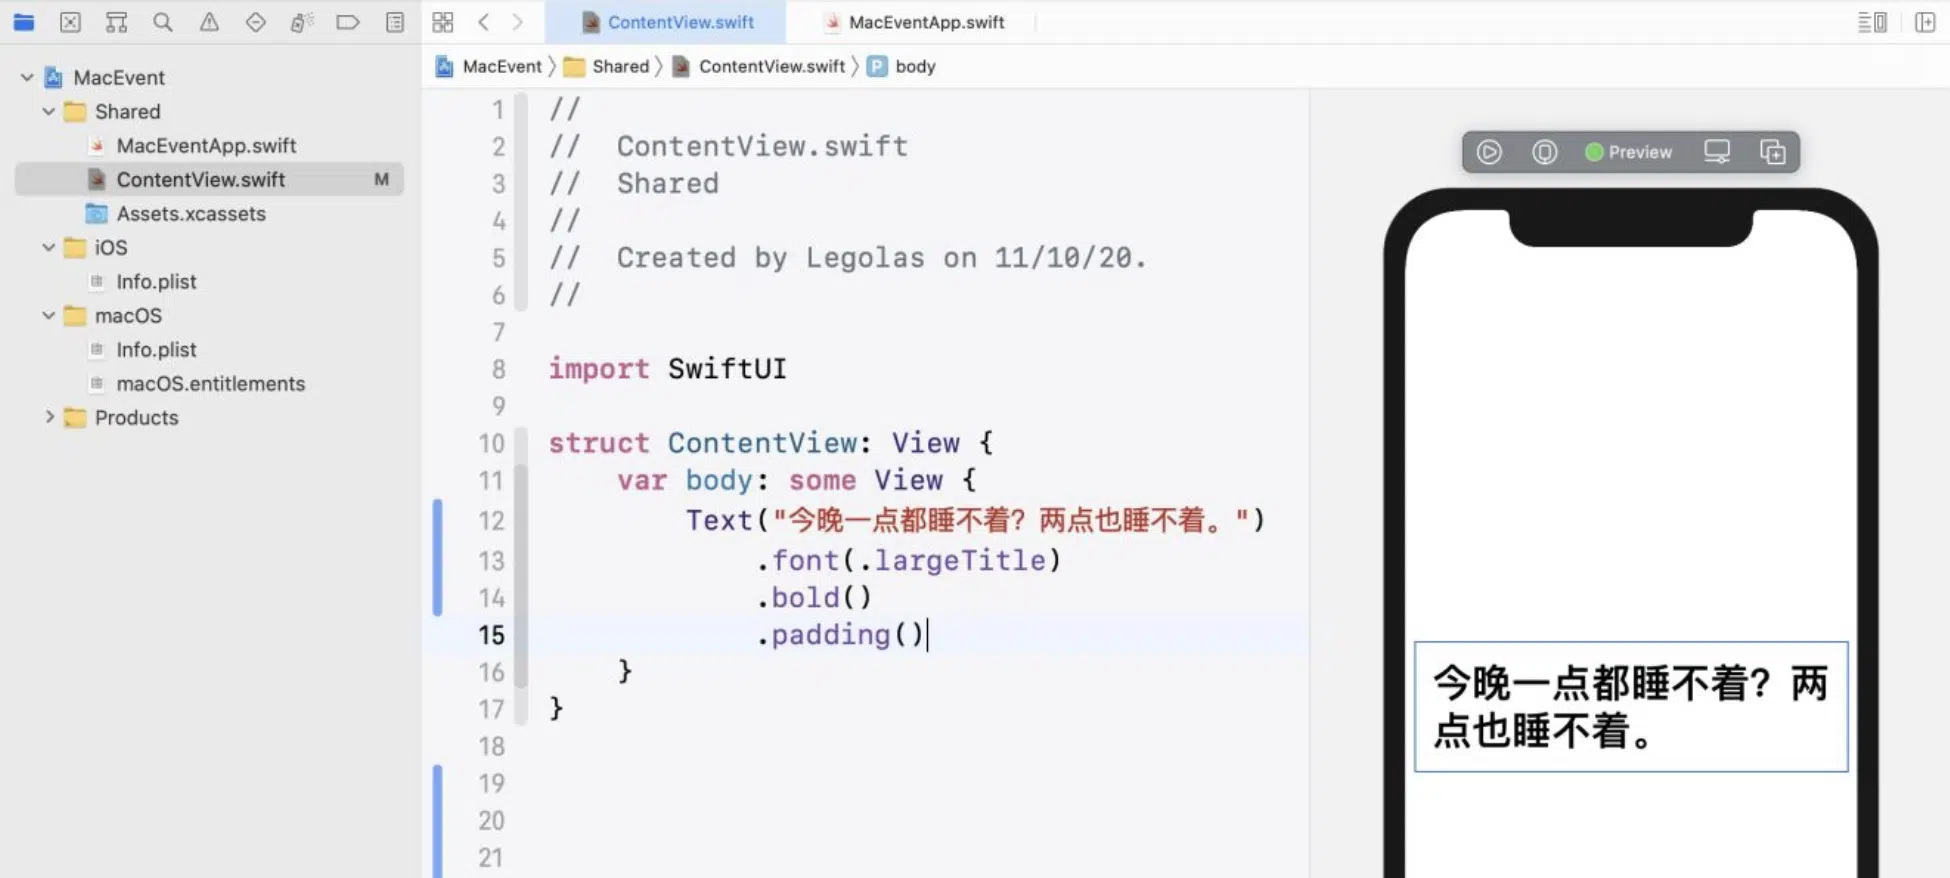 ContentView.swift
MacEventApp.swift
MacEvent
Shared
ContentView.swift
body
MacEvent
Shared
MacEventApp.swift
ContentView.swift M
Assets.xcassets
iOS
Info.plist
macOS
Info.plist
macOS.entitlements
Products
1 //
2 //  ContentView.swift
3 //  Shared
4 //
5 //  Created by Legolas on 11/10/20.
6 //
7
8 import SwiftUI
9
10 struct ContentView: View {
11     var body: some View {
12         Text("今晚一点都睡不着？两点也睡不着。")
13             .font(.largeTitle)
14             .bold()
15             .padding()
16     }
17 }
18
19
20
21
Preview
今晚一点都睡不着？两
点也睡不着。